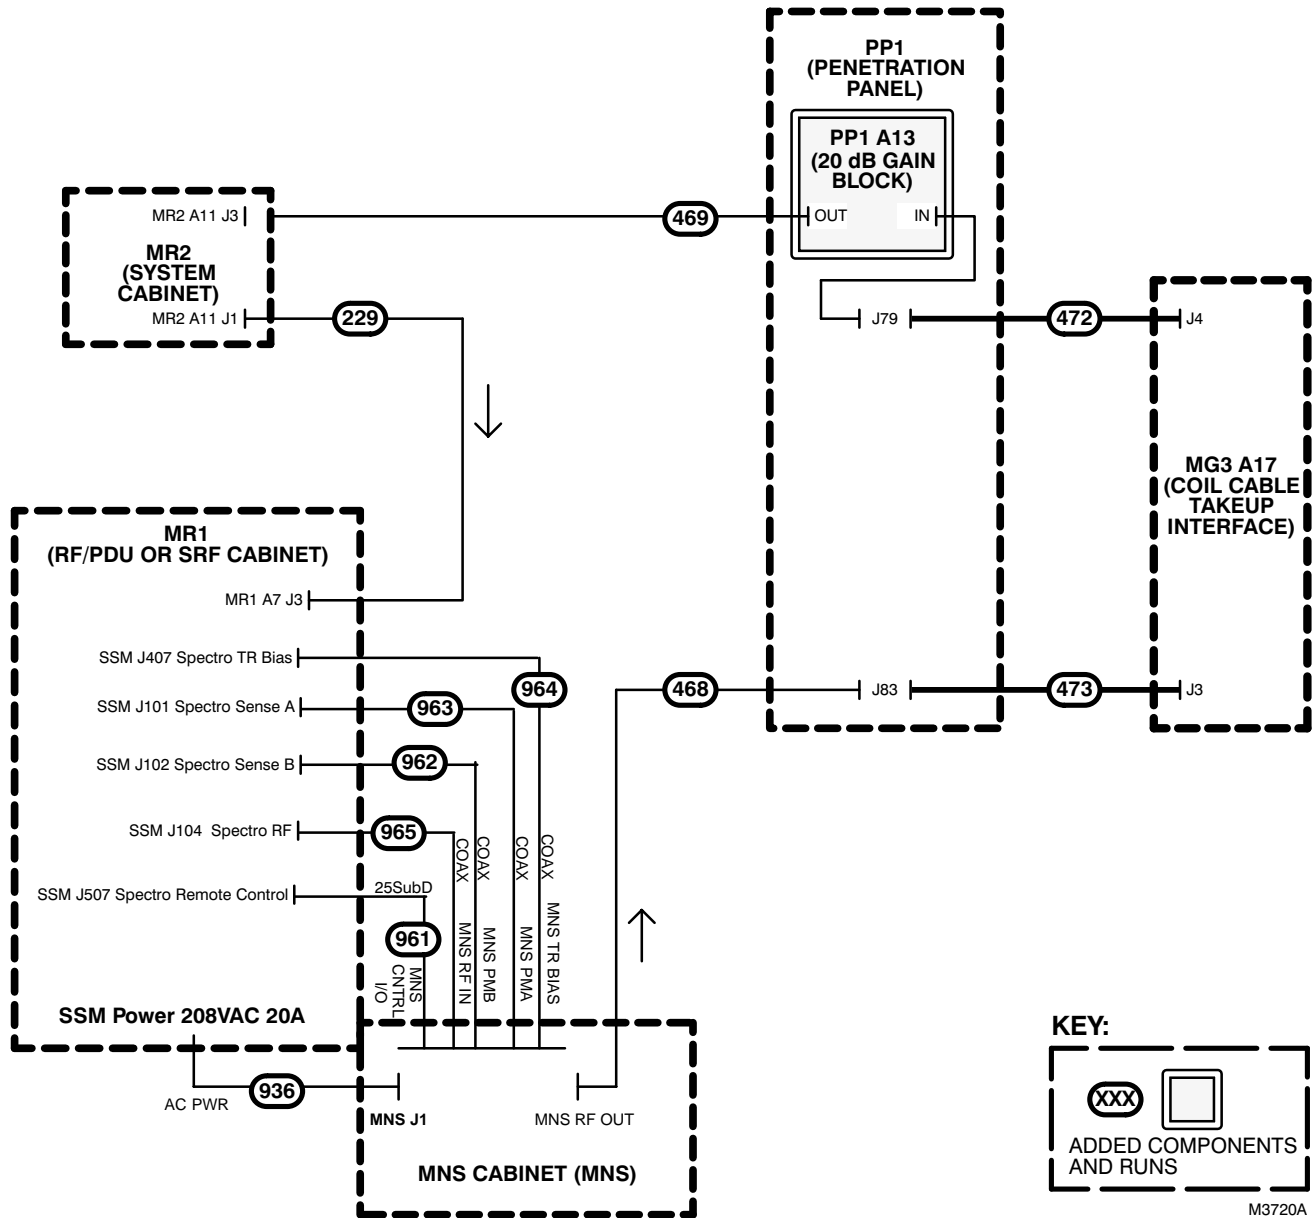 PP1
(PENETRATION
PANEL)
PP1 A13
(20 dB GAIN
BLOCK)
OUT
IN
MR2 A11 J3
469
MR2
(SYSTEM
CABINET)
MR2 A11 J1
229
J79
472
J4
MG3 A17
(COIL CABLE
TAKEUP
INTERFACE)
MR1
(RF/PDU OR SRF CABINET)
MR1 A7 J3
SSM J407 Spectro TR Bias
964
468
J83
473
J3
SSM J101 Spectro Sense A
963
SSM J102 Spectro Sense B
962
SSM J104 Spectro RF
965
SSM J507 Spectro Remote Control
25SubD
961
MNS
CNTRL
I/O
COAX MNS RF IN
COAX MNS PMB
COAX MNS PMA
COAX MNS TR BIAS
SSM Power 208VAC 20A
AC PWR
936
MNS J1
MNS RF OUT
MNS CABINET (MNS)
KEY:
XXX
ADDED COMPONENTS
AND RUNS
M3720A